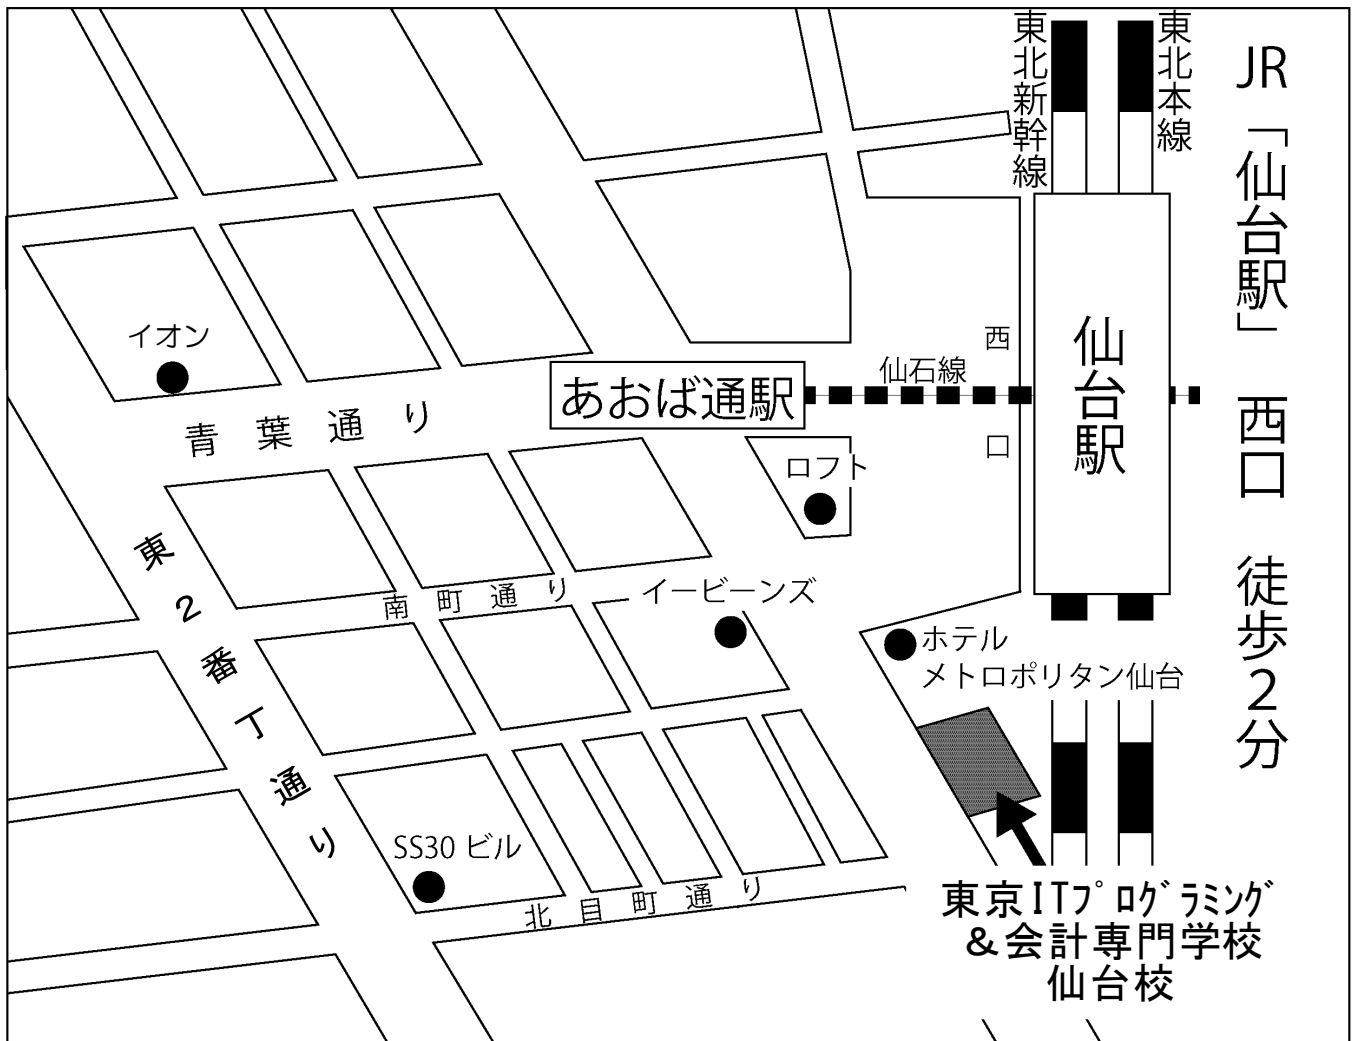 東北新幹線
東北本線
JR「仙台駅」 西口 徒歩2分
イオン
青葉通り
あおば通駅
仙石線
西口
仙台駅
ロフト
東2番丁通り
南町通り
イービーンズ
ホテル
メトロポリタン仙台
SS30 ビル
北目町通り
東京ITプログラミング
&会計専門学校
仙台校